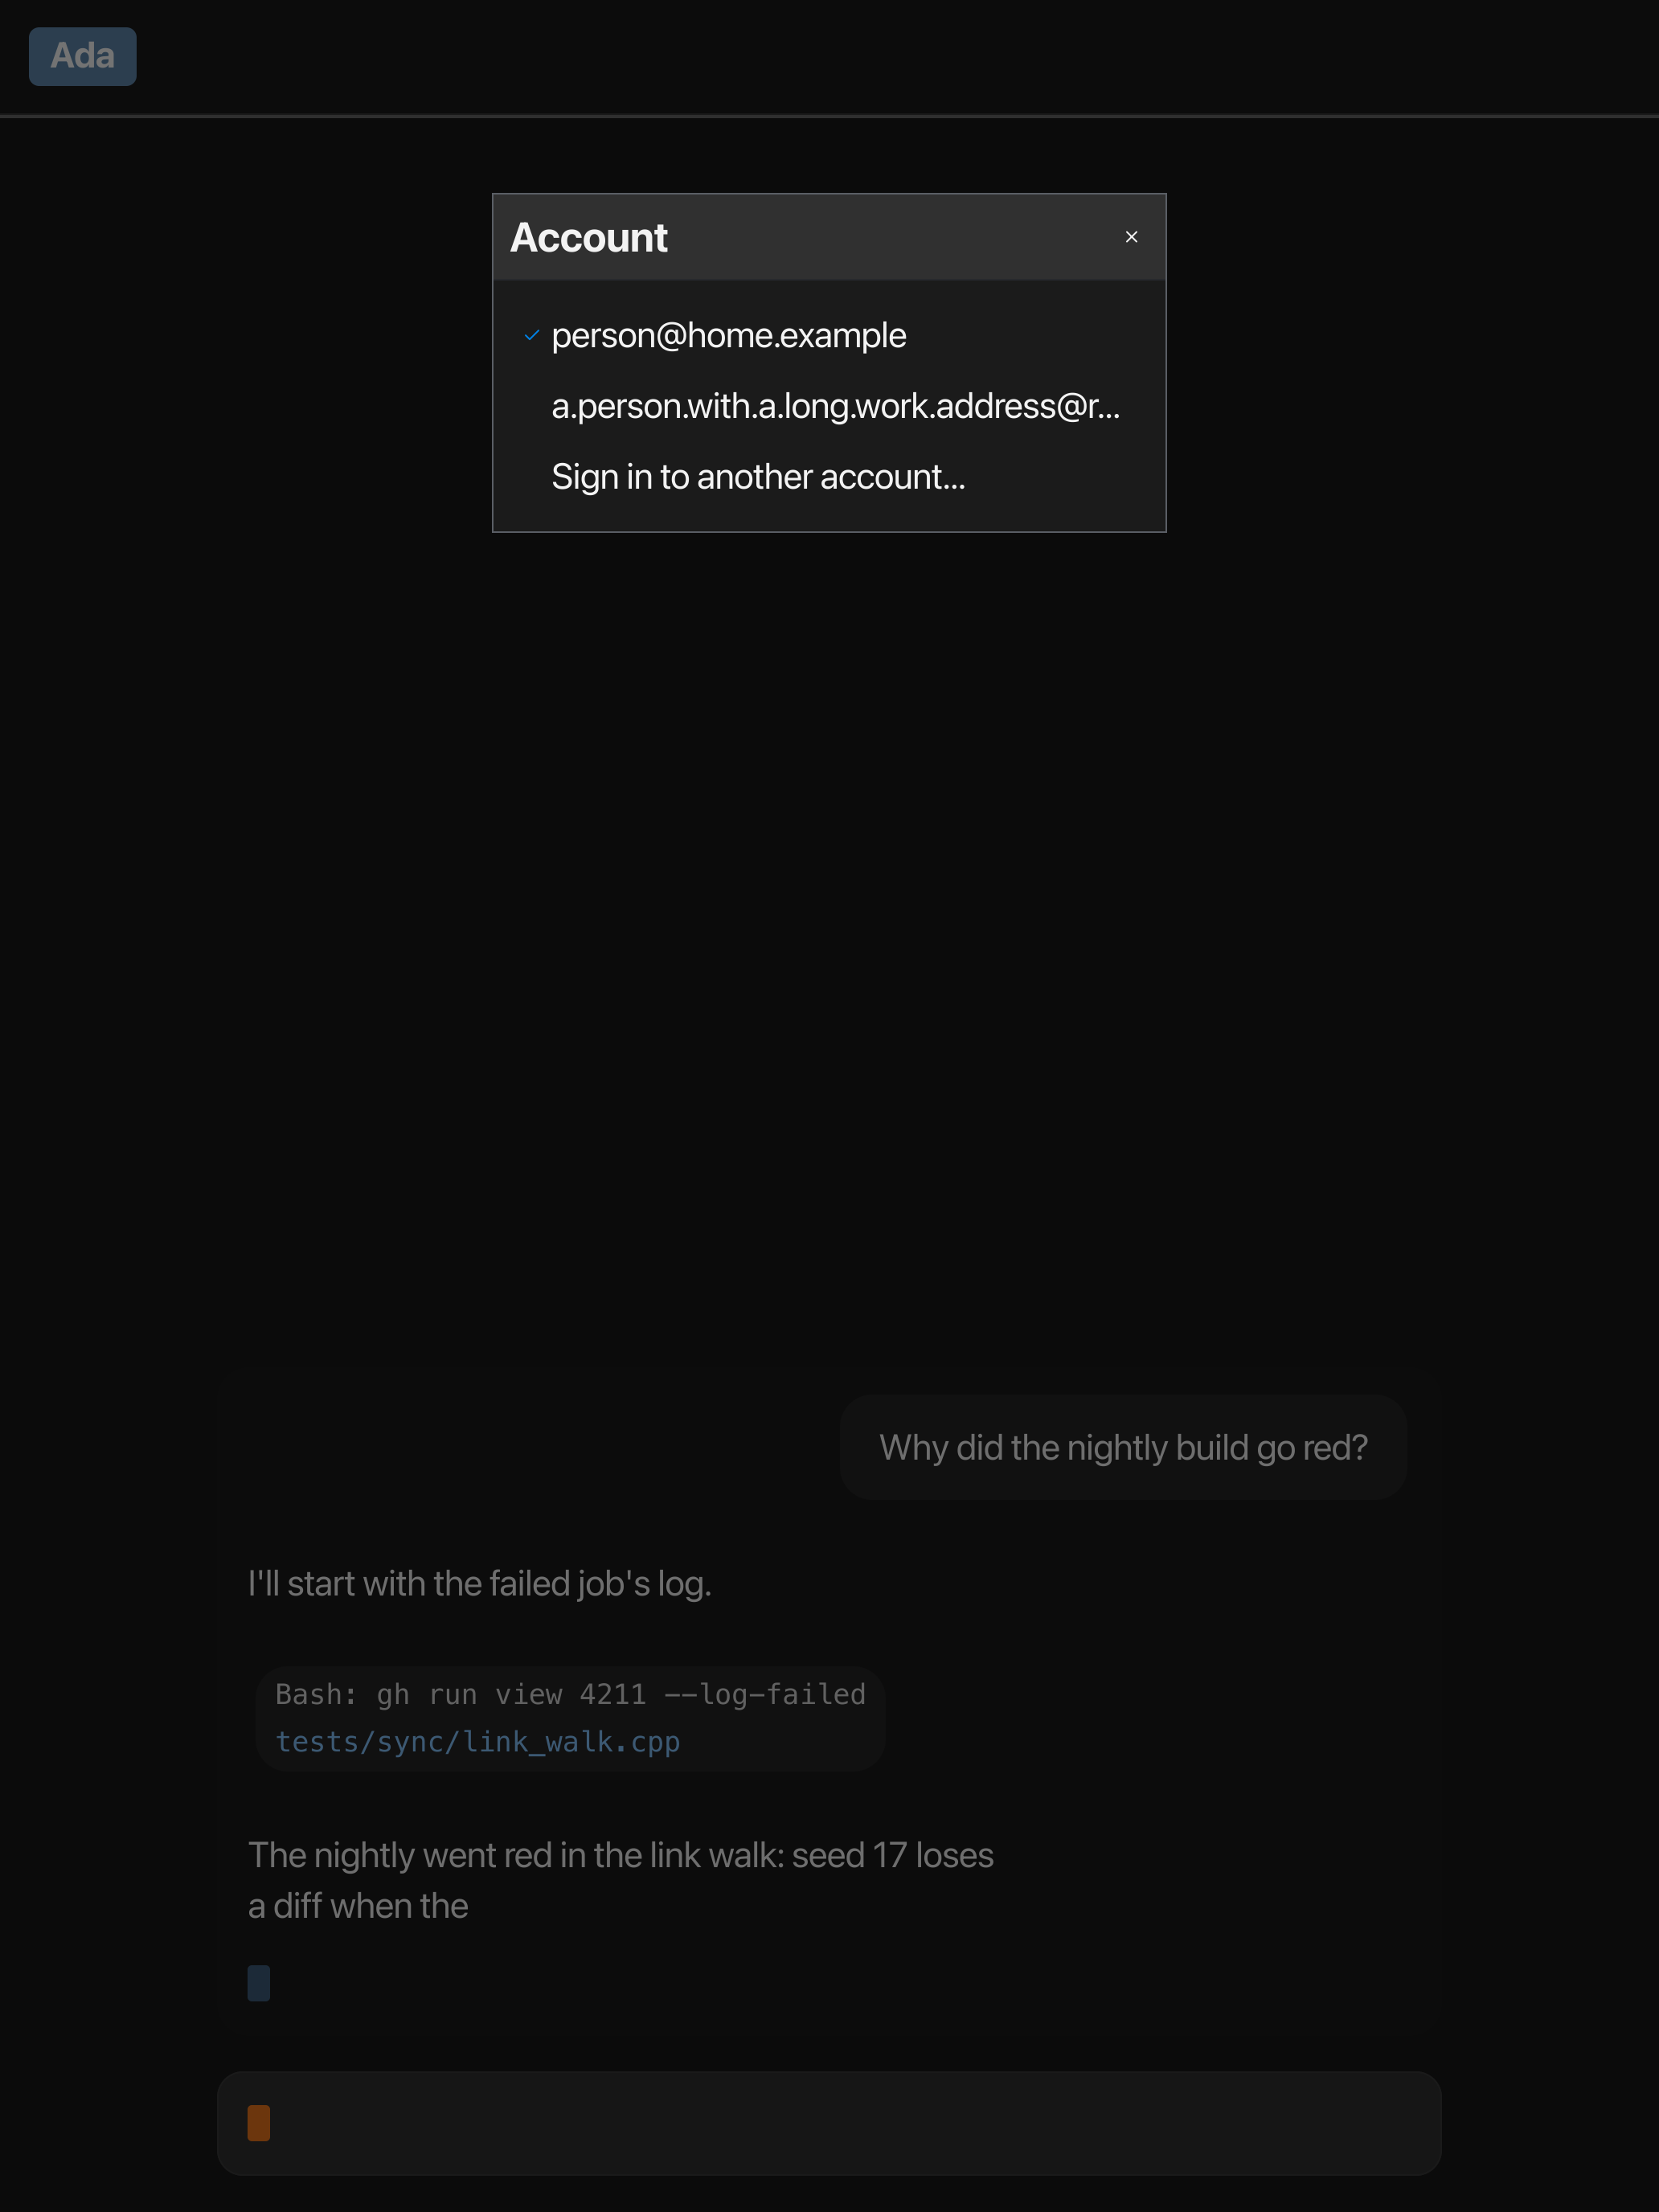 Ada
Account
person@home.example
a.person.with.a.long.work.address@r...
Sign in to another account...
Why did the nightly build go red?
I'll start with the failed job's log.
Bash: gh run view 4211 --log-failed
tests/sync/link_walk.cpp
The nightly went red in the link walk: seed 17 loses
a diff when the